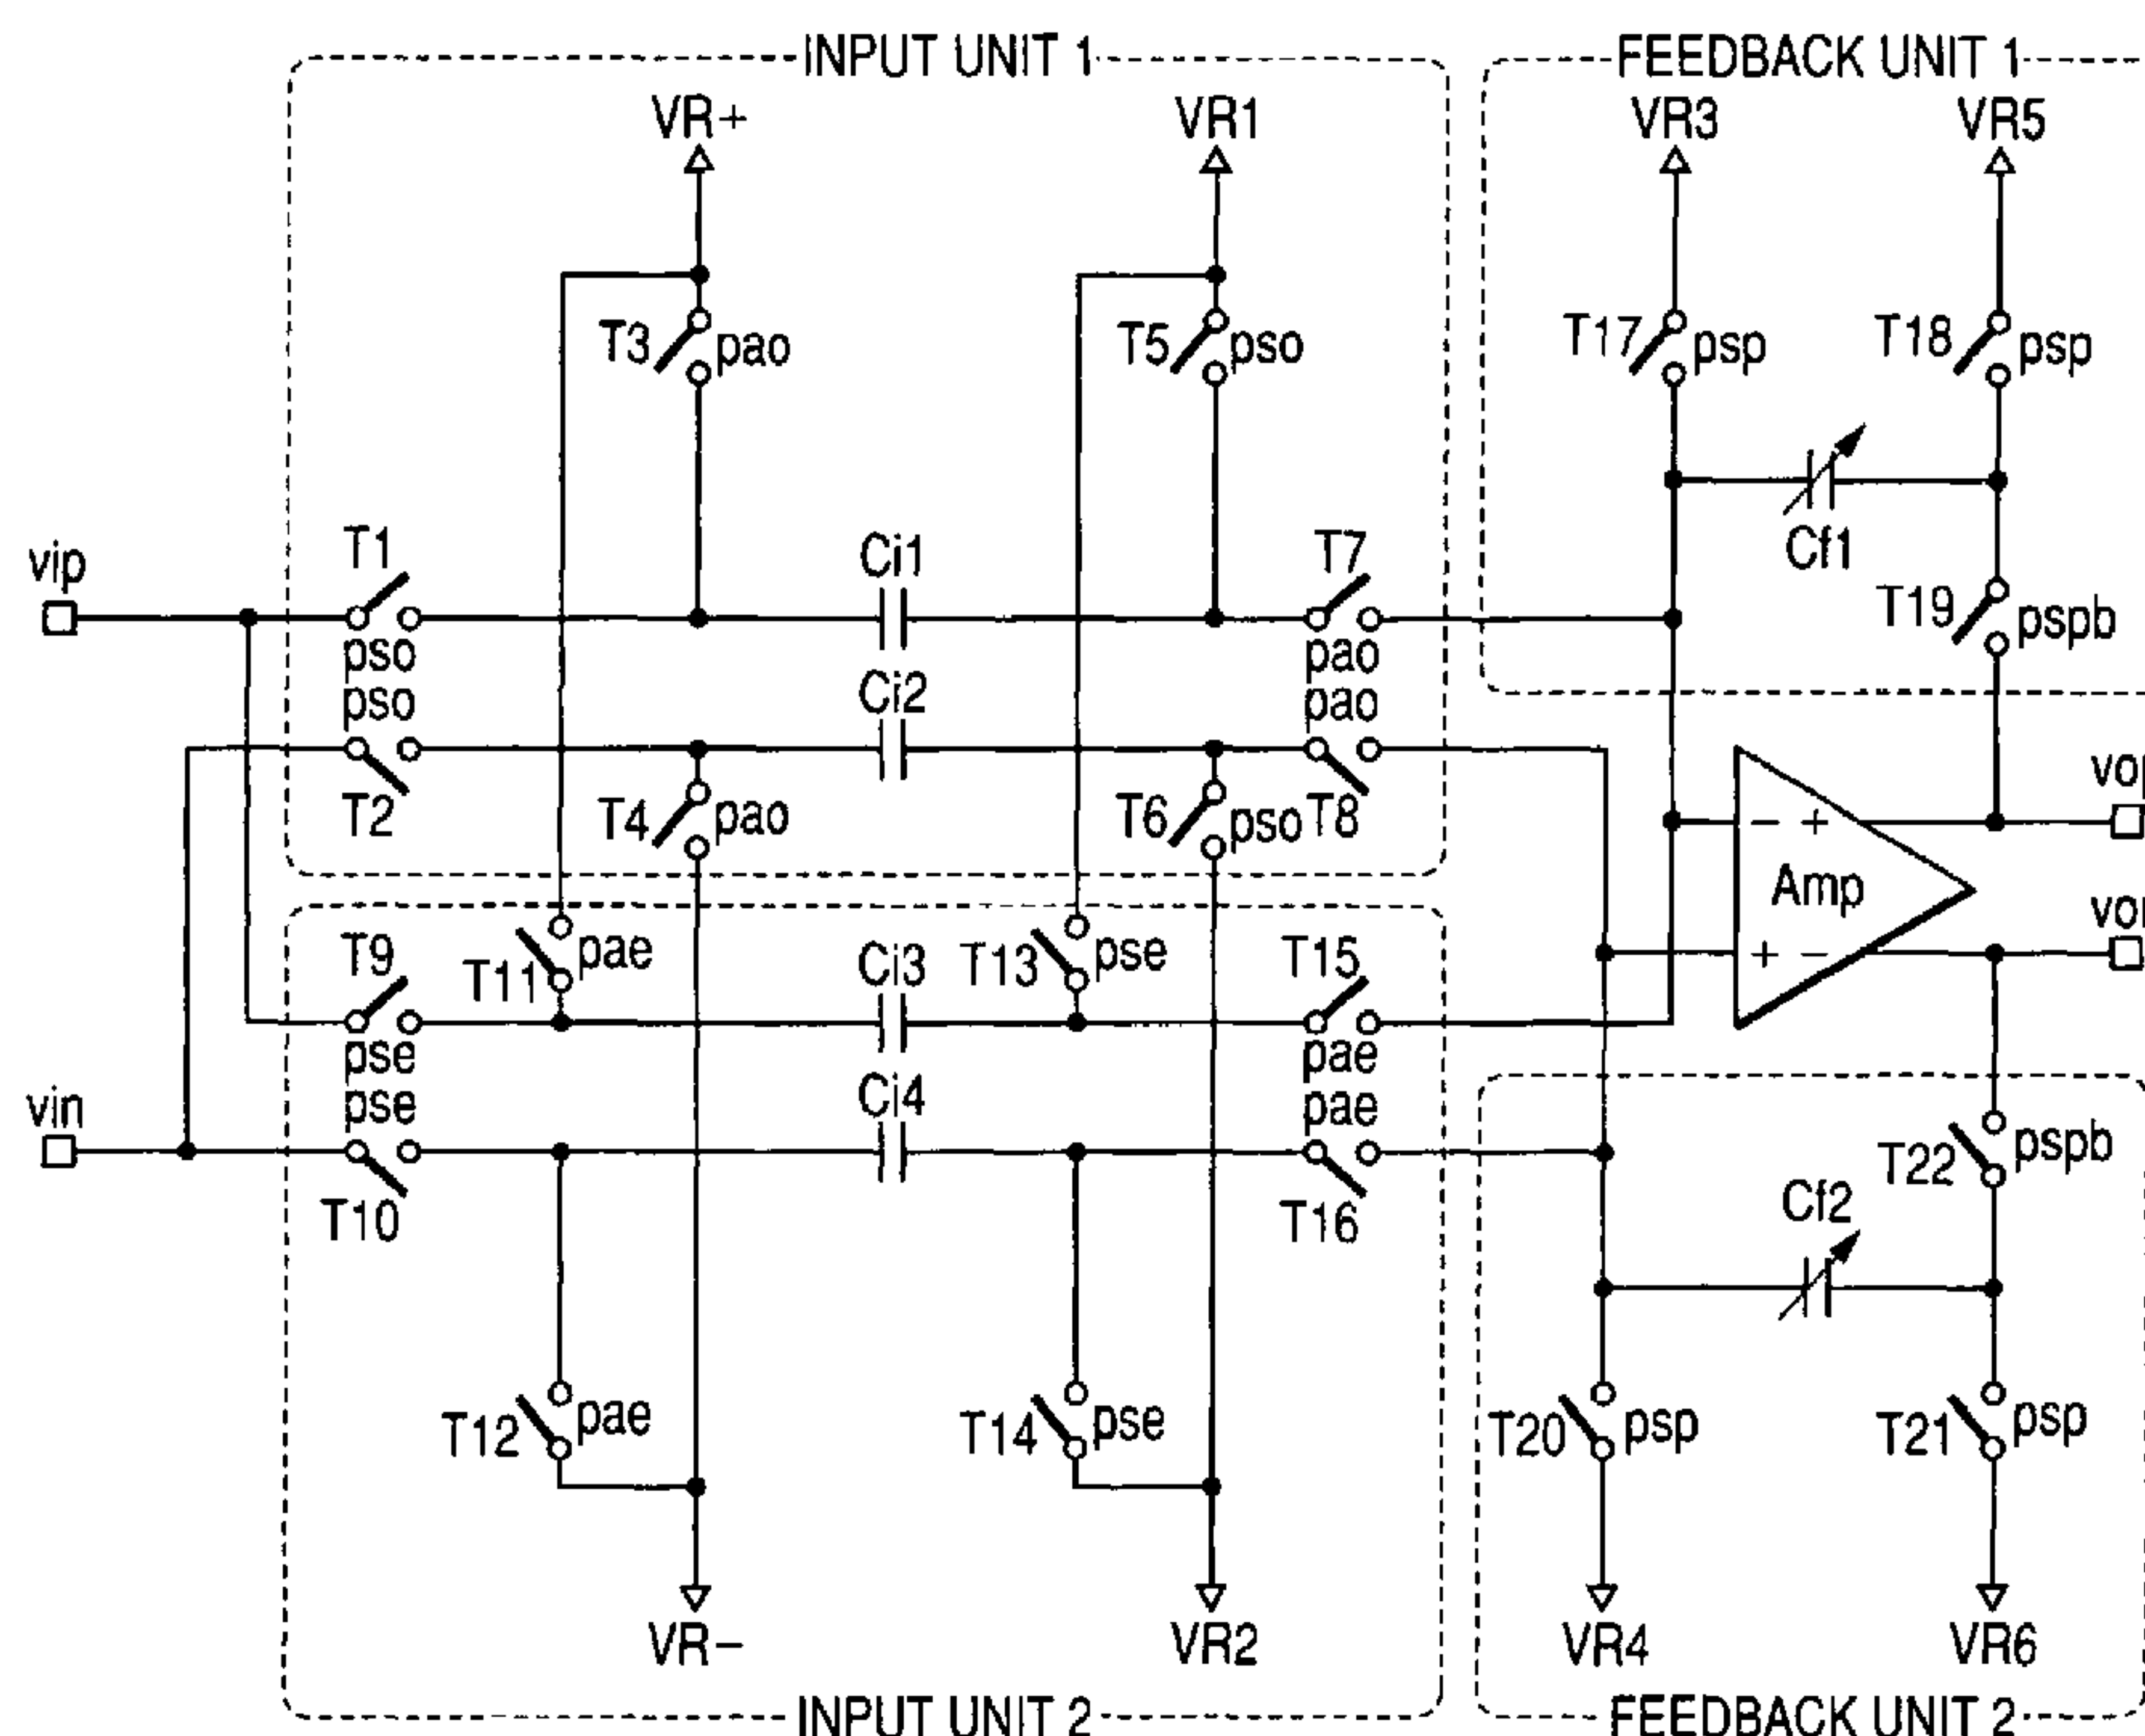 INPUT UNIT 1
FEEDBACK UNIT 1
VR+
VR1
VR3
VR5
T3
pao
T5
pso
T17
psp
T18
psp
vip
T1
pso
Ci1
T7
pao
Cf1
T19
pspb
pso
T2
Ci2
pao
T8
T4
pao
T6
pso
Amp
- +
+ -
T9
pse
T11
pae
Ci3
T13
pse
T15
pae
vin
pse
T10
Ci4
pae
T16
T22
pspb
Cf2
T12
pae
T14
pse
T20
psp
T21
psp
VR-
VR2
VR4
VR6
INPUT UNIT 2
FEEDBACK UNIT 2